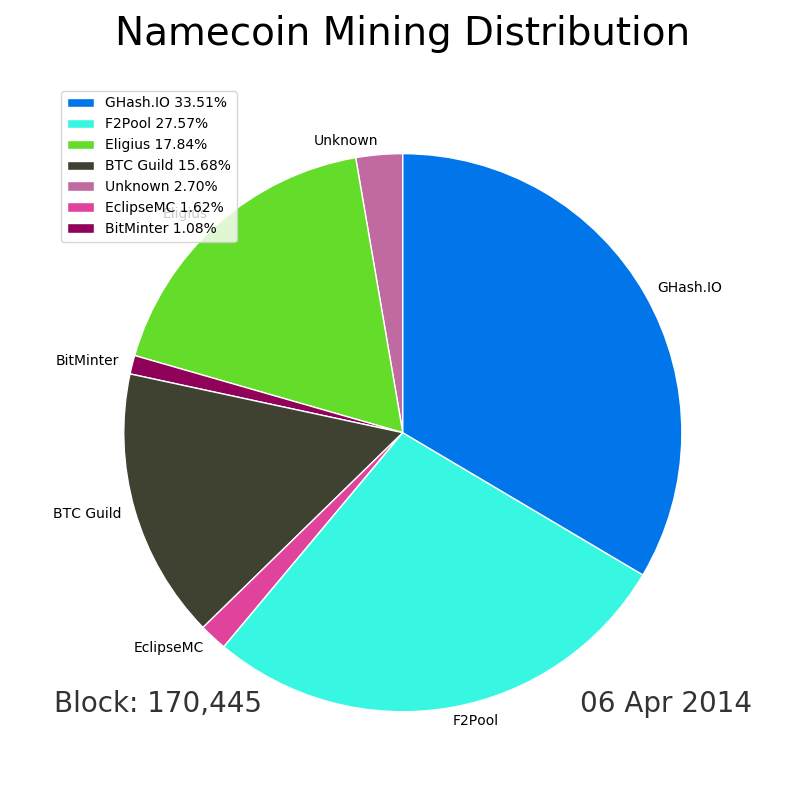 Namecoin Mining Distribution
GHash.IO 33.51%
F2Pool 27.57%
Eligius 17.84%
BTC Guild 15.68%
Unknown 2.70%
EclipseMC 1.62%
BitMinter 1.08%
Unknown
Eligius
GHash.IO
BitMinter
BTC Guild
EclipseMC
F2Pool
Block: 170,445
06 Apr 2014